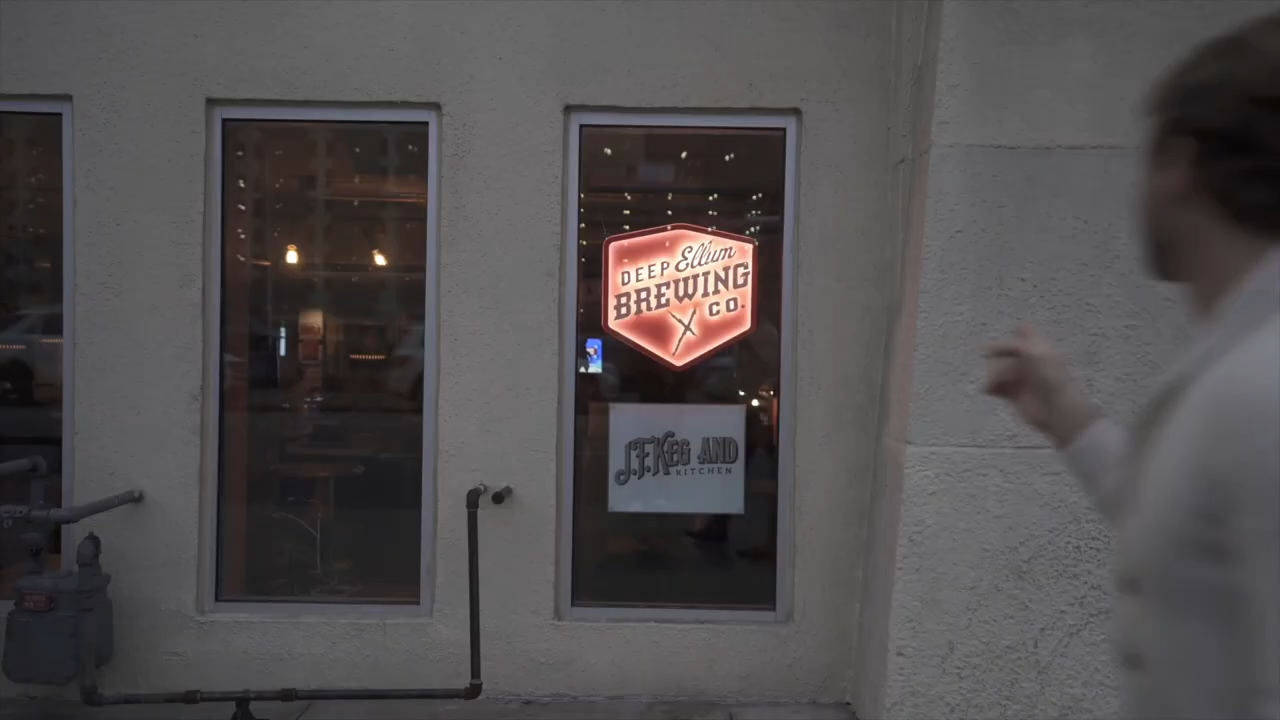 DEEP Ellum
BREWING
CO.
J.F.KEG AND
KITCHEN